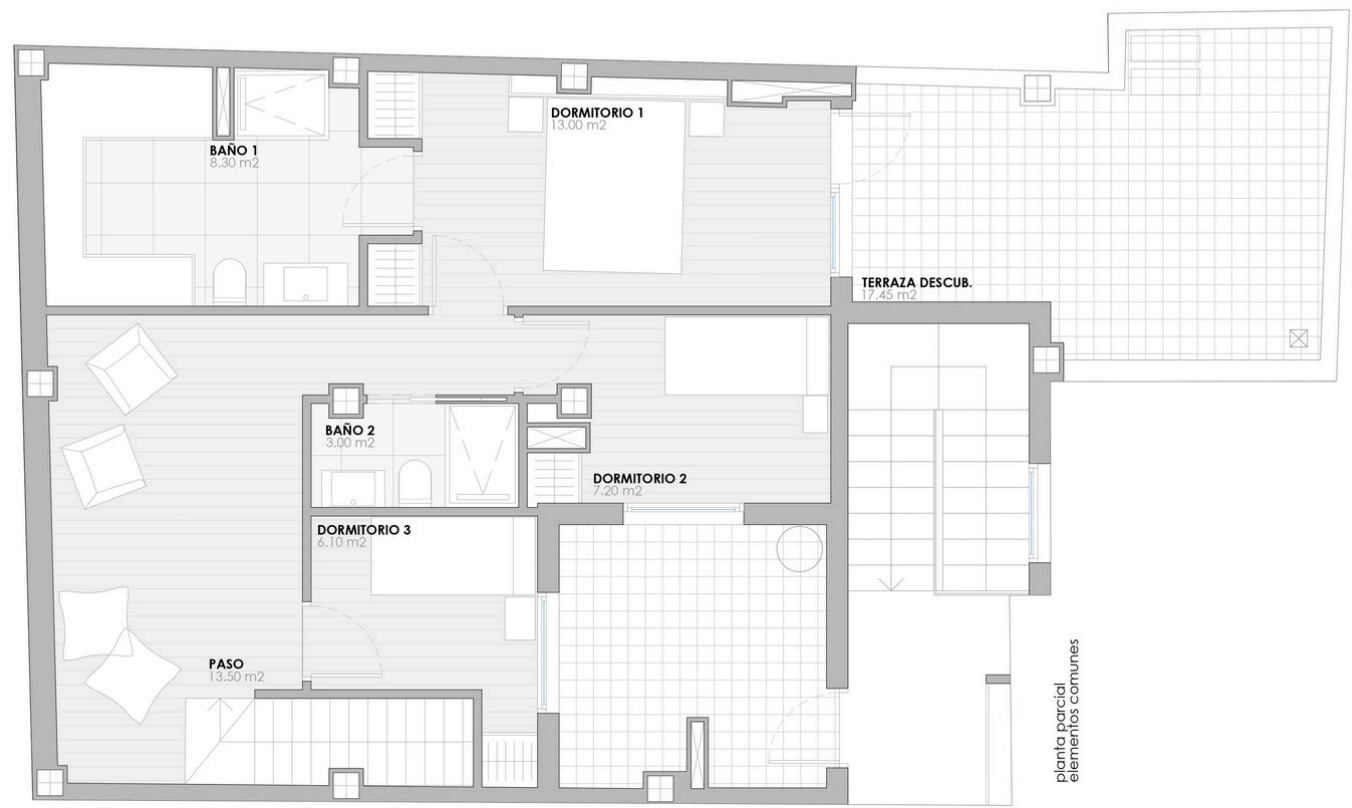 DORMITORIO 1
13.00 m2
BAÑO 1
8.30 m2
TERRAZA DESCUB.
17.45 m2
BAÑO 2
3.00 m2
DORMITORIO 2
7.20 m2
DORMITORIO 3
6.10 m2
PASO
13.50 m2
planta parcial
elementos comunes